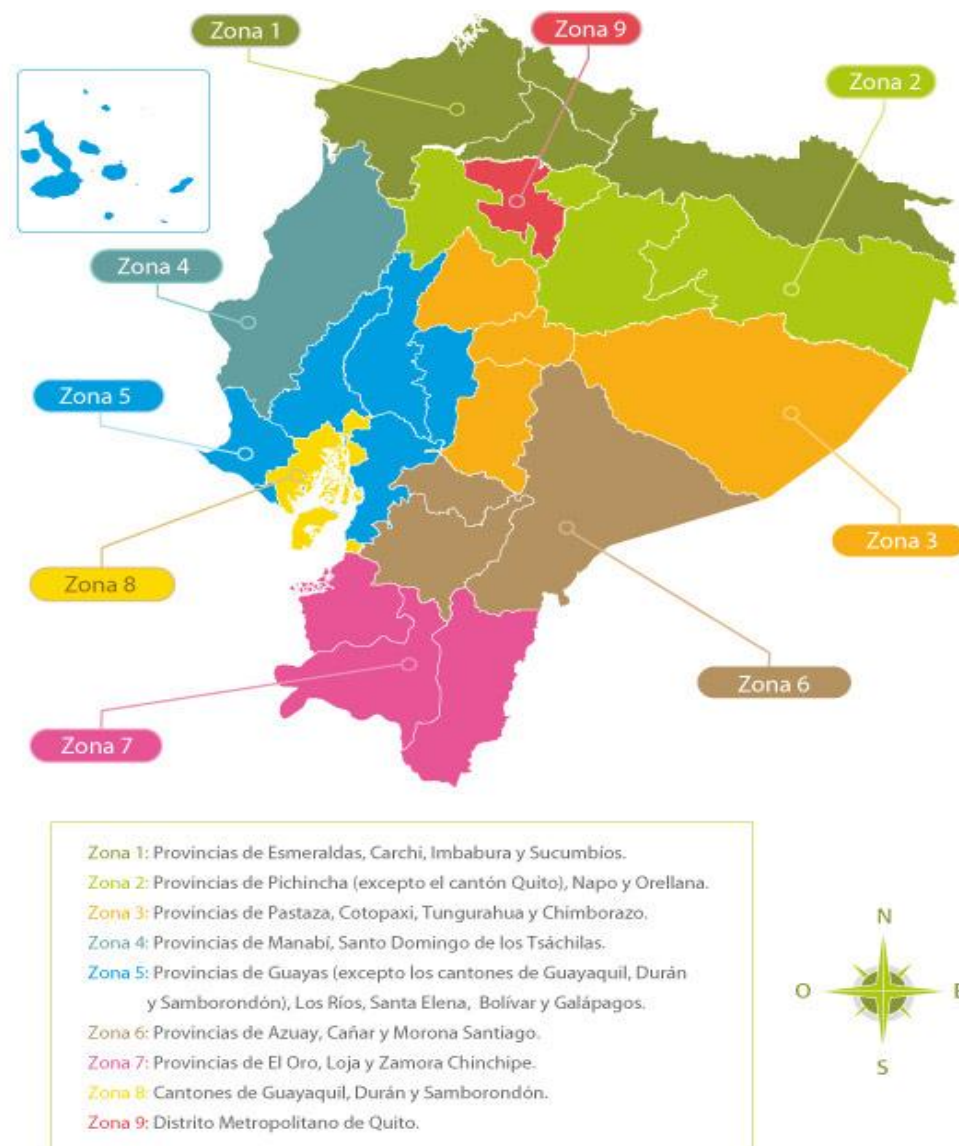 Zona 1
Zona 9
Zona 2
Zona 4
Zona 5
Zona 3
Zona 8
Zona 6
Zona 7
Zona 1: Provincias de Esmeraldas, Carchi, Imbabura y Sucumbíos.
Zona 2: Provincias de Pichincha (excepto el cantón Quito), Napo y Orellana.
Zona 3: Provincias de Pastaza, Cotopaxi, Tungurahua y Chimborazo.
Zona 4: Provincias de Manabí, Santo Domingo de los Tsáchilas.
Zona 5: Provincias de Guayas (excepto los cantones de Guayaquil, Durán
y Samborondón), Los Ríos, Santa Elena, Bolívar y Galápagos.
Zona 6: Provincias de Azuay, Cañar y Morona Santiago.
Zona 7: Provincias de El Oro, Loja y Zamora Chinchipe.
Zona 8: Cantones de Guayaquil, Durán y Samborondón.
Zona 9: Distrito Metropolitano de Quito.
N
O
E
S